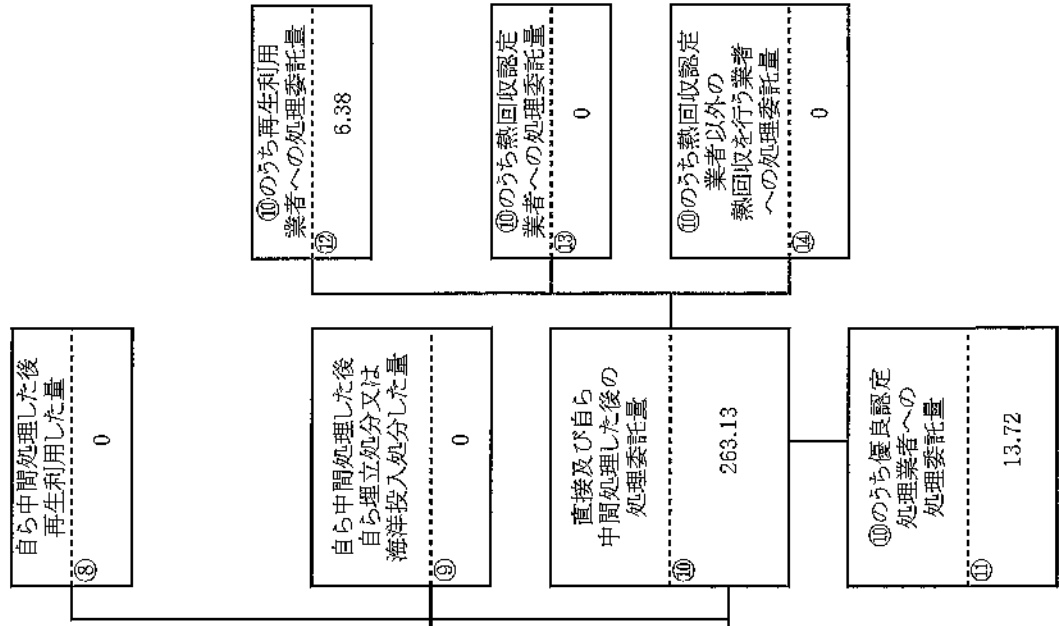 自ら中間処理した後
再生利用した量
⑧
0
自ら中間処理した後
自ら埋立処分又は
海洋投入処分した量
⑨
0
直接及び自ら
中間処理した後の
処理委託量
⑩
263.13
⑩のうち優良認定
処理業者への
処理委託量
⑪
13.72
⑩のうち再生利用
業者への処理委託量
⑫
6.38
⑩のうち熱回収認定
業者への処理委託量
⑬
0
⑩のうち熱回収認定
業者以外の
熱回収を行う業者
への処理委託量
⑭
0